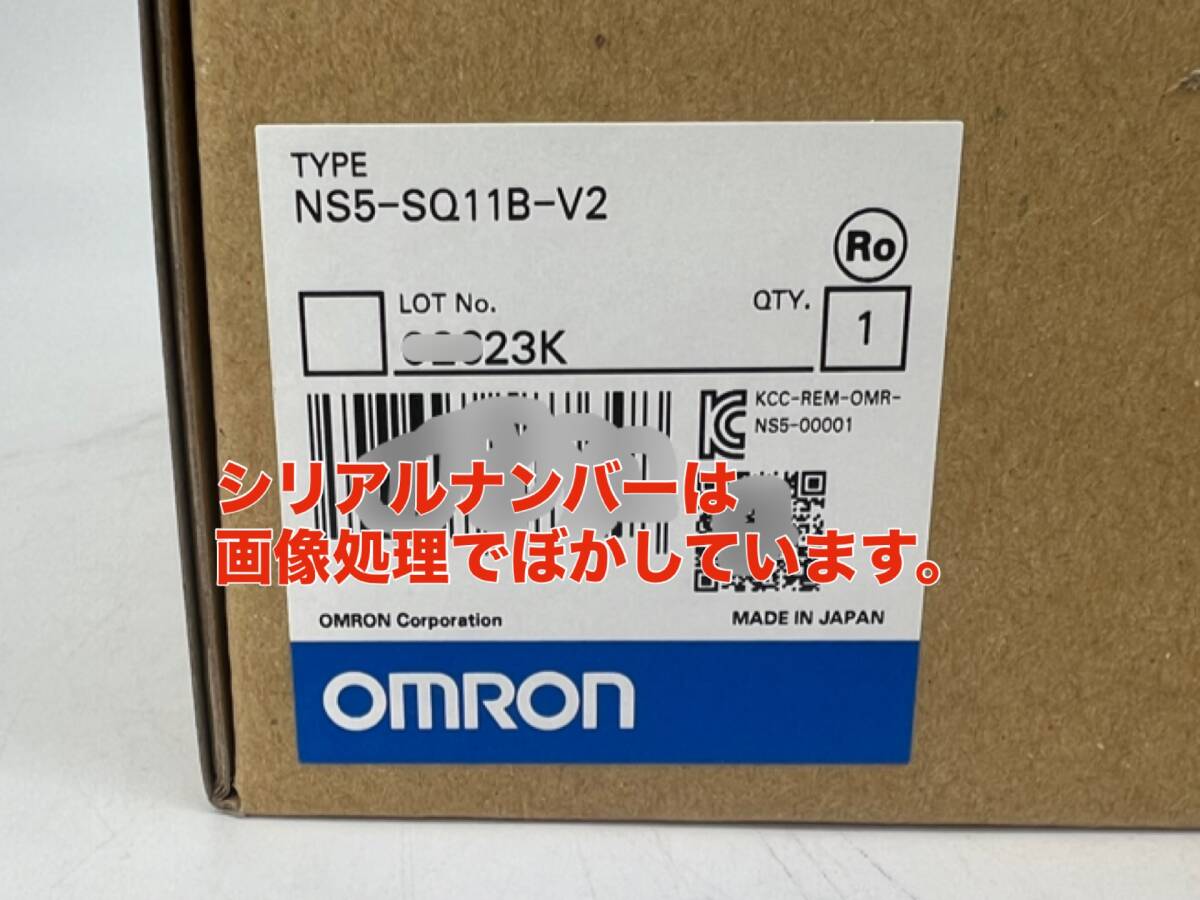 TYPE
NS5-SQ11B-V2
Ro
LOT No.
23K
QTY.
1
KCC-REM-OMR-
NS5-00001
シリアルナンバーは
画像処理でぼかしています。
OMRON Corporation
MADE IN JAPAN
OMRON